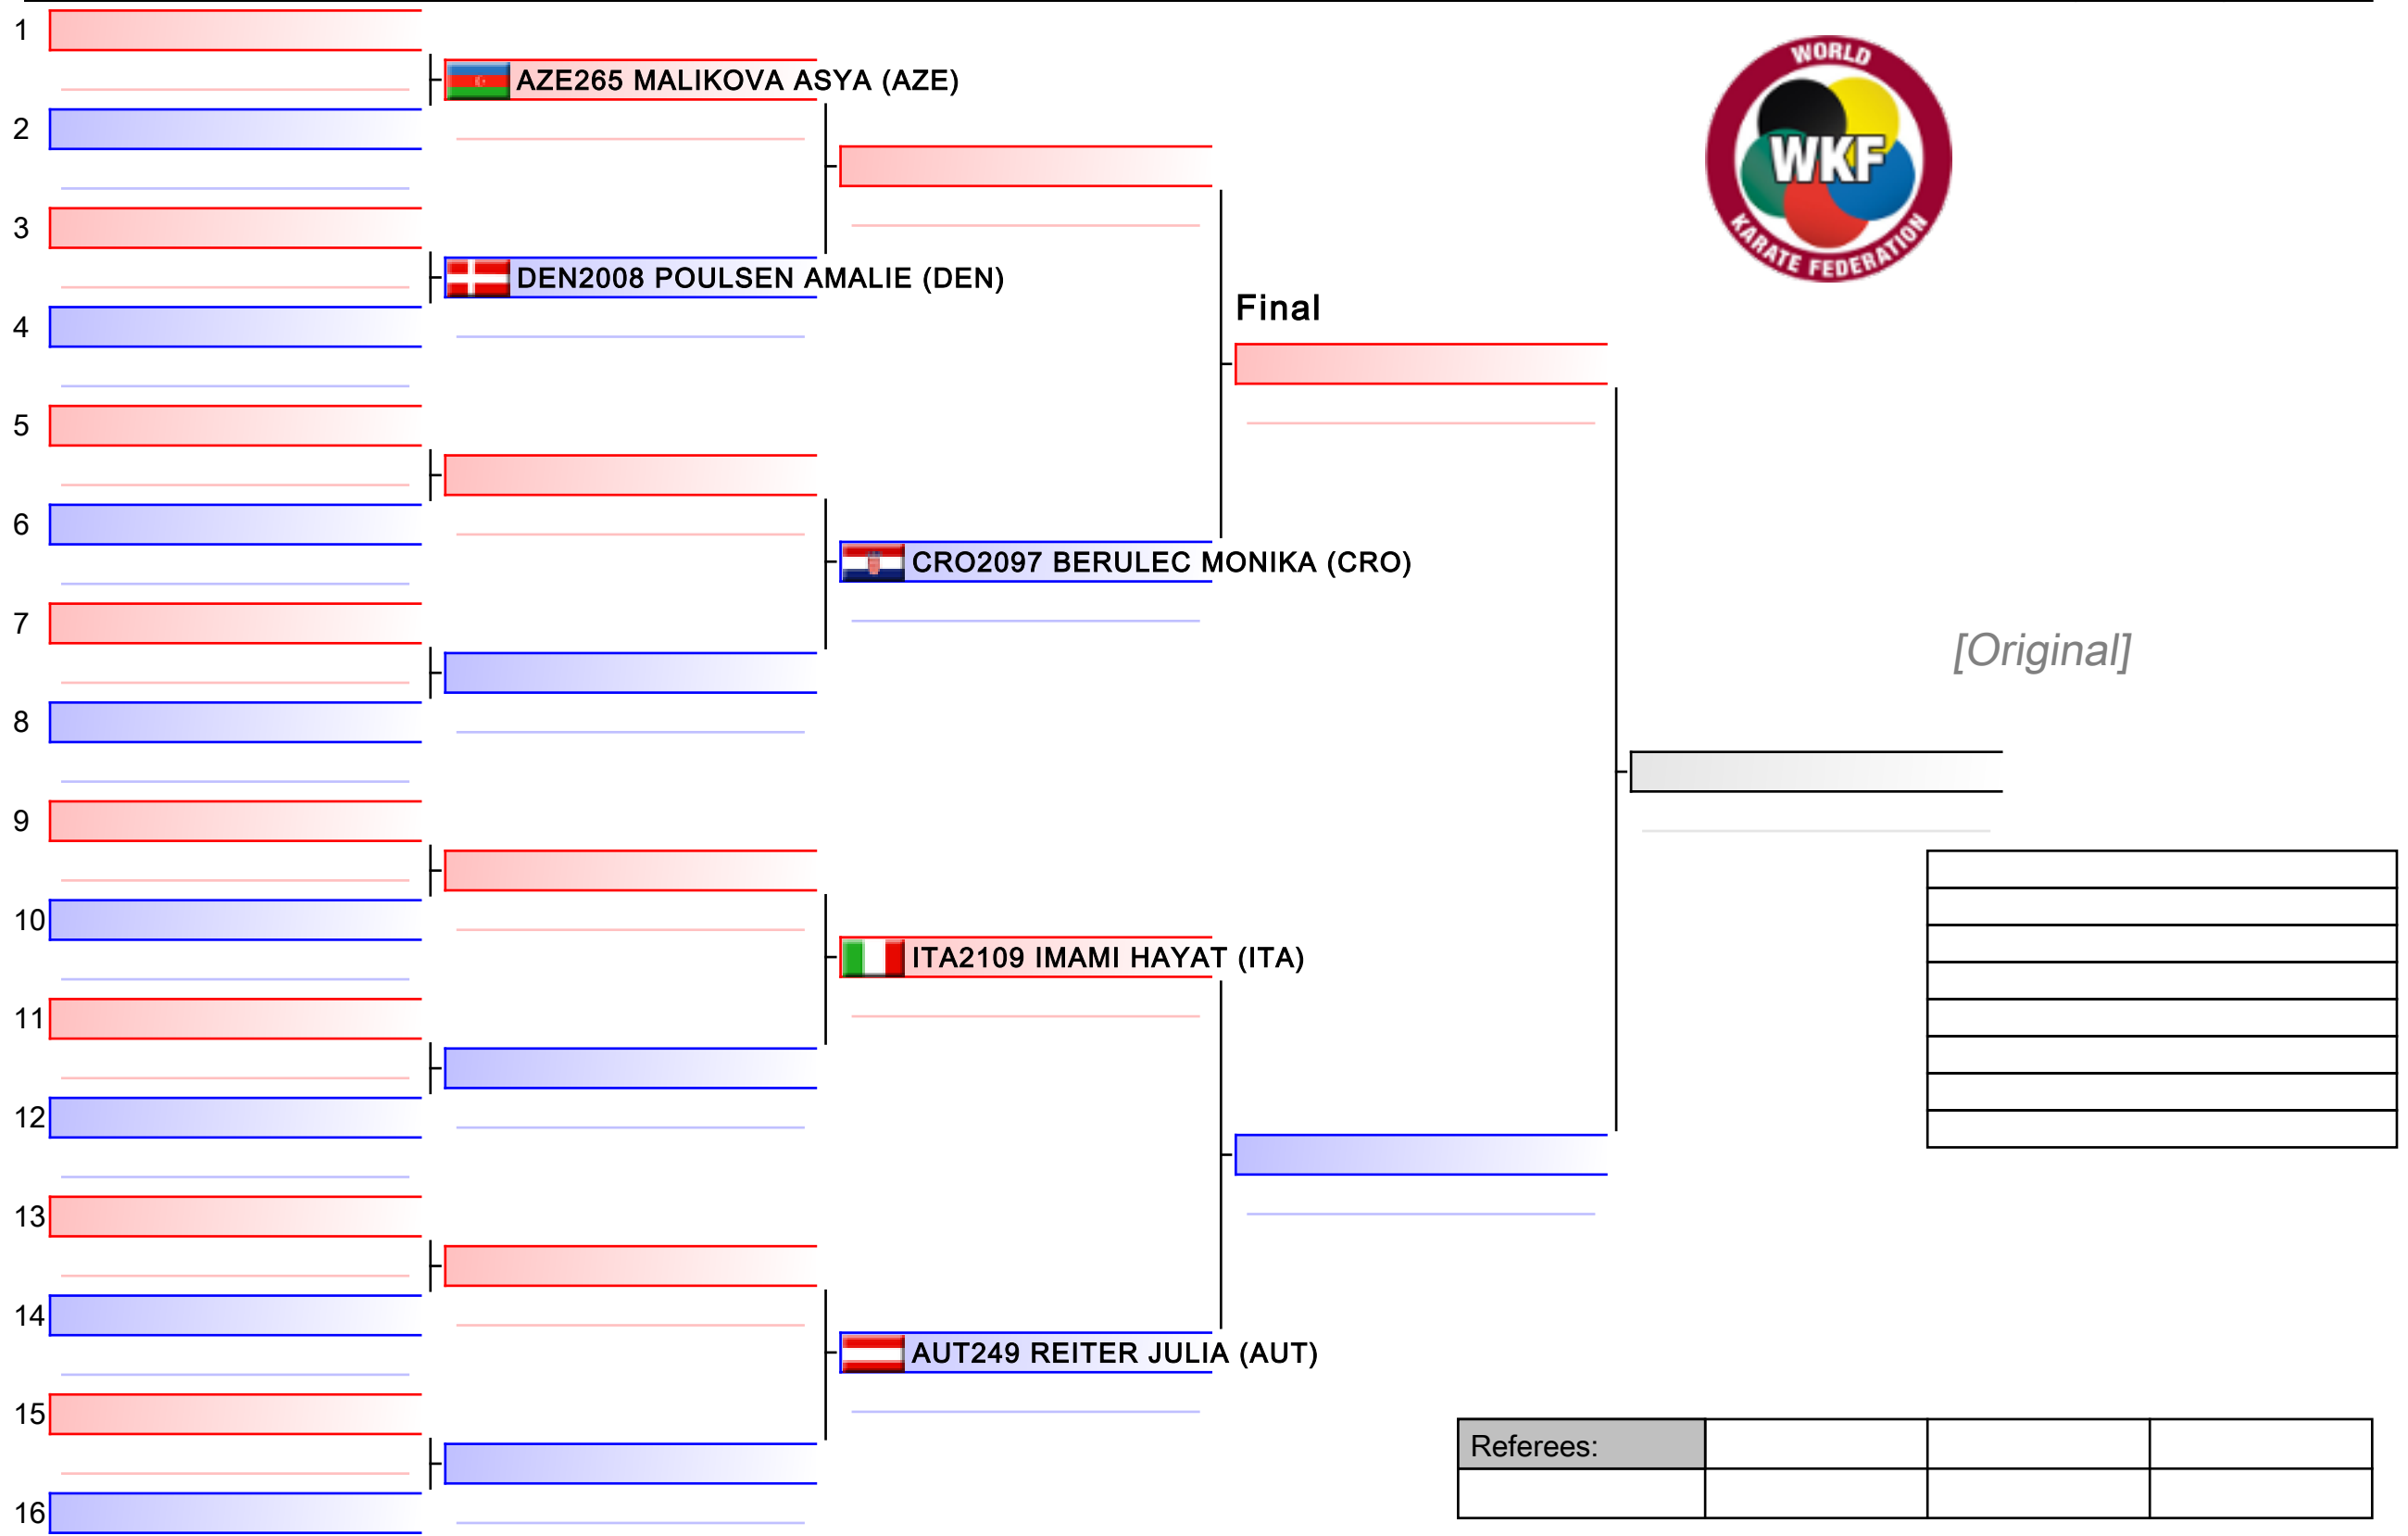 1
AZE265 MALIKOVA ASYA (AZE)
2
3
DEN2008 POULSEN AMALIE (DEN)
4
5
6
CRO2097 BERULEC MONIKA (CRO)
7
8
9
10
ITA2109 IMAMI HAYAT (ITA)
11
12
13
14
AUT249 REITER JULIA (AUT)
15
16
Final
WORLD
WKF
KARATE FEDERATION
[Original]
Referees: